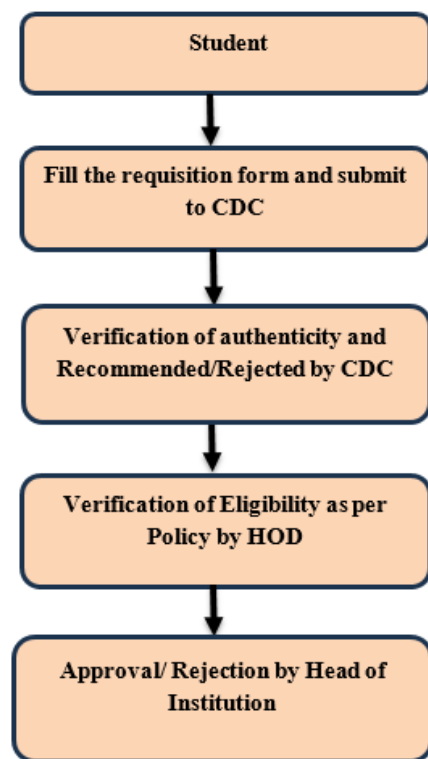 Student
Fill the requisition form and submit
to CDC
Verification of authenticity and
Recommended/Rejected by CDC
Verification of Eligibility as per
Policy by HOD
Approval/ Rejection by Head of
Institution